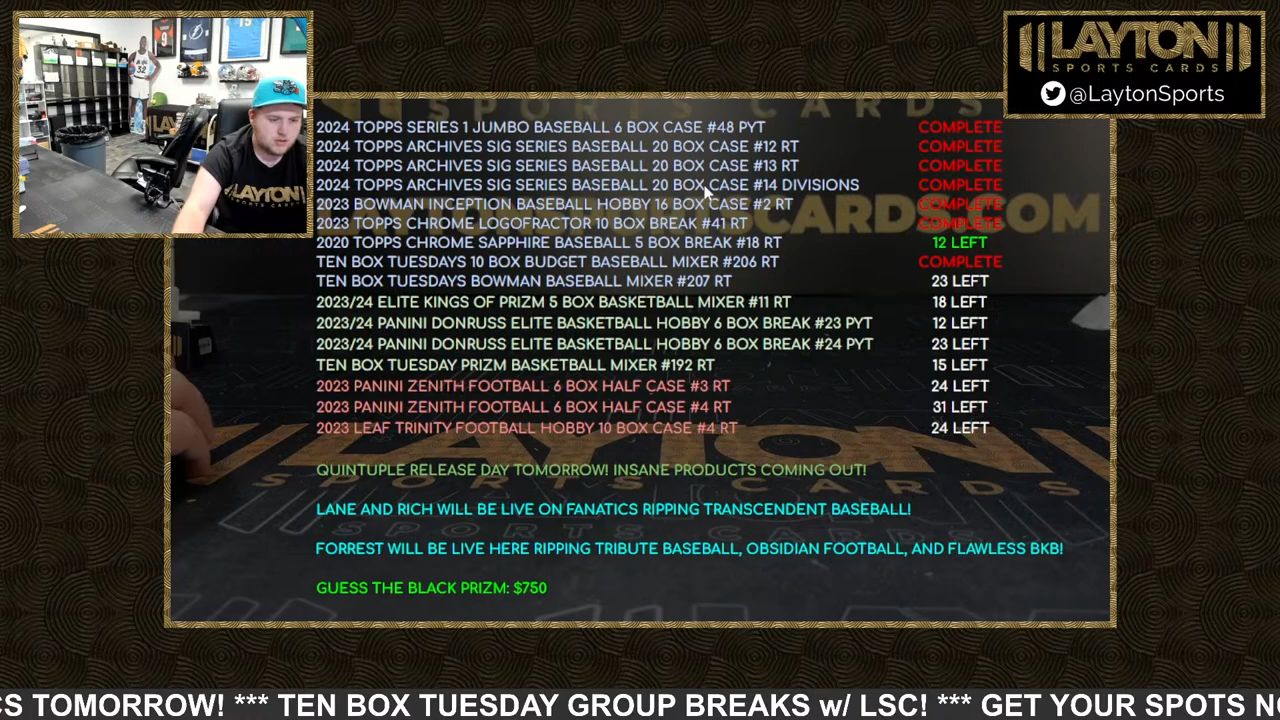 LAYTON
SPORTS CARDS
@LaytonSports
2024 TOPPS SERIES 1 JUMBO BASEBALL 6 BOX CASE #48 PYT COMPLETE
2024 TOPPS ARCHIVES SIG SERIES BASEBALL 20 BOX CASE #12 RT COMPLETE
2024 TOPPS ARCHIVES SIG SERIES BASEBALL 20 BOX CASE #13 RT COMPLETE
2024 TOPPS ARCHIVES SIG SERIES BASEBALL 20 BOX CASE #14 DIVISIONS COMPLETE
2023 BOWMAN INCEPTION BASEBALL HOBBY 16 BOX CASE #2 RT COMPLETE
2023 TOPPS CHROME LOGOFRACTOR 10 BOX BREAK #41 RT COMPLETE
2020 TOPPS CHROME SAPPHIRE BASEBALL 5 BOX BREAK #18 RT 12 LEFT
TEN BOX TUESDAYS 10 BOX BUDGET BASEBALL MIXER #206 RT COMPLETE
TEN BOX TUESDAYS BOWMAN BASEBALL MIXER #207 RT 23 LEFT
2023/24 ELITE KINGS OF PRIZM 5 BOX BASKETBALL MIXER #11 RT 18 LEFT
2023/24 PANINI DONRUSS ELITE BASKETBALL HOBBY 6 BOX BREAK #23 PYT 12 LEFT
2023/24 PANINI DONRUSS ELITE BASKETBALL HOBBY 6 BOX BREAK #24 PYT 23 LEFT
TEN BOX TUESDAY PRIZM BASKETBALL MIXER #192 RT 15 LEFT
2023 PANINI ZENITH FOOTBALL 6 BOX HALF CASE #3 RT 24 LEFT
2023 PANINI ZENITH FOOTBALL 6 BOX HALF CASE #4 RT 31 LEFT
2023 LEAF TRINITY FOOTBALL HOBBY 10 BOX CASE #4 RT 24 LEFT
QUINTUPLE RELEASE DAY TOMORROW! INSANE PRODUCTS COMING OUT!
LANE AND RICH WILL BE LIVE ON FANATICS RIPPING TRANSCENDENT BASEBALL!
FORREST WILL BE LIVE HERE RIPPING TRIBUTE BASEBALL, OBSIDIAN FOOTBALL, AND FLAWLESS BKB!
GUESS THE BLACK PRIZM: $750
CS TOMORROW! *** TEN BOX TUESDAY GROUP BREAKS w/ LSC! *** GET YOUR SPOTS NO